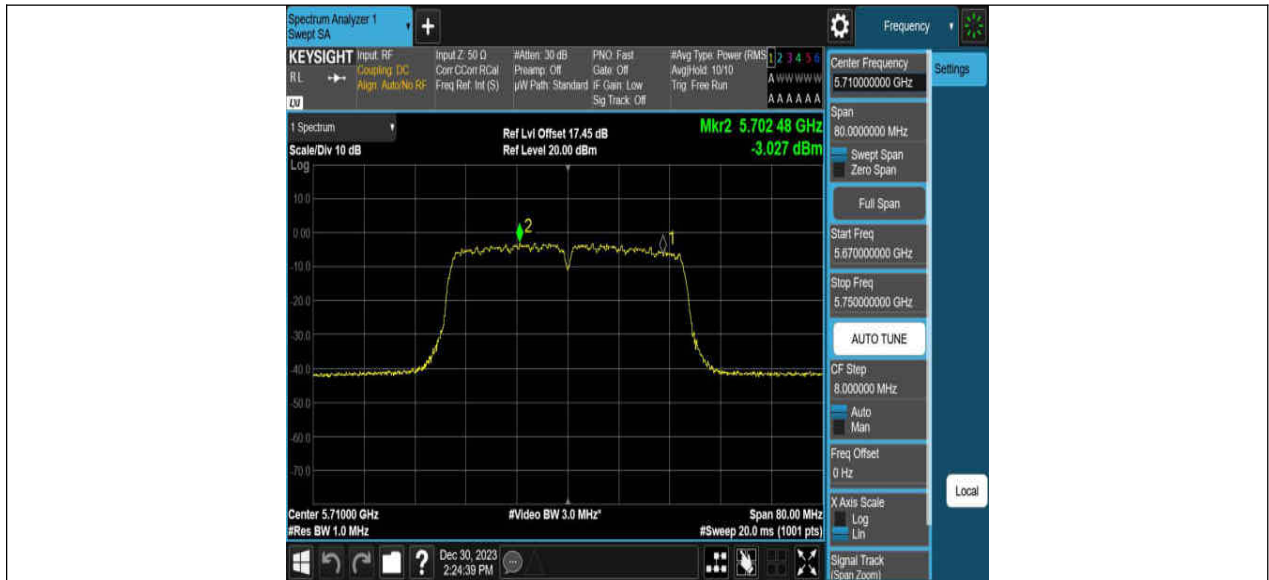 Spectrum Analyzer 1
Swept SA
+
Frequency
KEYSIGHT
RL
LXI
Input: RF
Coupling: DC
Align: Auto/No RF
Input Z: 50 Ω
Corr CCorr RCal
Freq Ref: Int (S)
#Atten: 30 dB
Preamp: Off
µW Path: Standard
PNO: Fast
Gate: Off
IF Gain: Low
Sig Track: Off
#Avg Type: Power (RMS
Avg|Hold: 10/10
Trig: Free Run
1 2 3 4 5 6
A W W W W W
A A A A A A
1 Spectrum
Scale/Div 10 dB
Log
Ref Lvl Offset 17.45 dB
Ref Level 20.00 dBm
Mkr2 5.702 48 GHz
-3.027 dBm
10.0
0.00
-10.0
-20.0
-30.0
-40.0
-50.0
-60.0
-70.0
2
1
Center 5.71000 GHz
#Res BW 1.0 MHz
#Video BW 3.0 MHz*
Span 80.00 MHz
#Sweep 20.0 ms (1001 pts)
?
Dec 30, 2023
2:24:39 PM
Center Frequency
5.710000000 GHz
Settings
Span
80.0000000 MHz
Swept Span
Zero Span
Full Span
Start Freq
5.670000000 GHz
Stop Freq
5.750000000 GHz
AUTO TUNE
CF Step
8.000000 MHz
Auto
Man
Freq Offset
0 Hz
X Axis Scale
Log
Lin
Local
Signal Track
(Span Zoom)